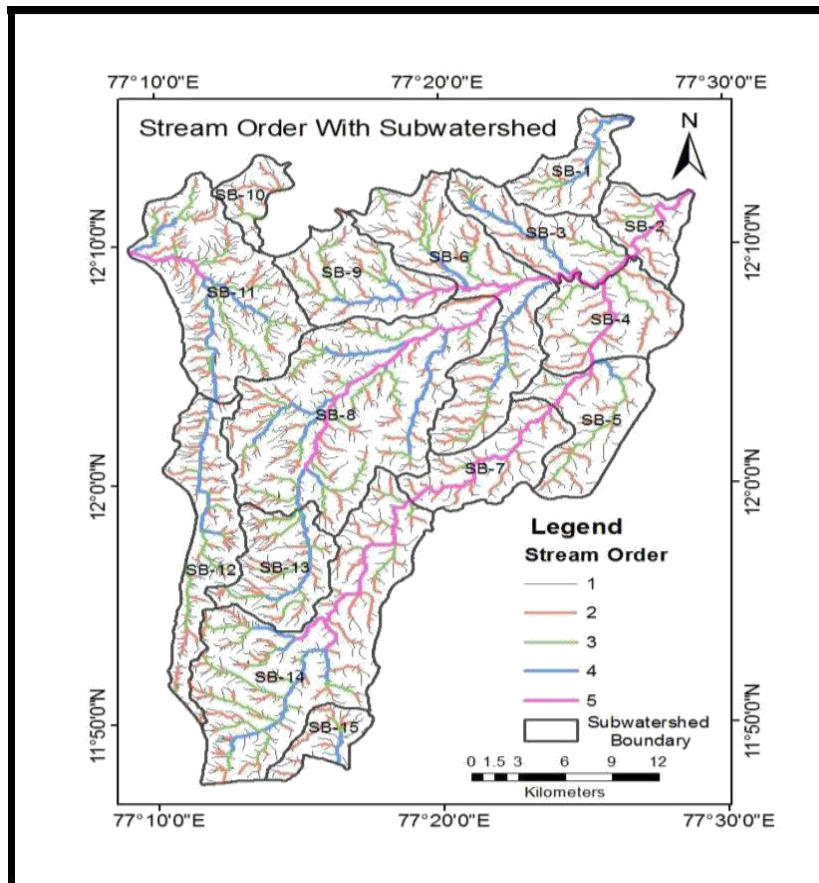 77°10'0"E 77°20'0"E 77°30'0"E
Stream Order With Subwatershed
N
SB-1
SB-10
SB-2
SB-3
12°10'0"N
12°10'0"N
SB-6
SB-9
SB-11
SB-4
SB-8
SB-5
SB-7
12°0'0"N
12°0'0"N
Legend
Stream Order
SB-12
SB-13
1
2
3
4
5
SB-14
SB-15
Subwatershed
Boundary
11°50'0"N
11°50'0"N
0 1.5 3 6 9 12
Kilometers
77°10'0"E 77°20'0"E 77°30'0"E